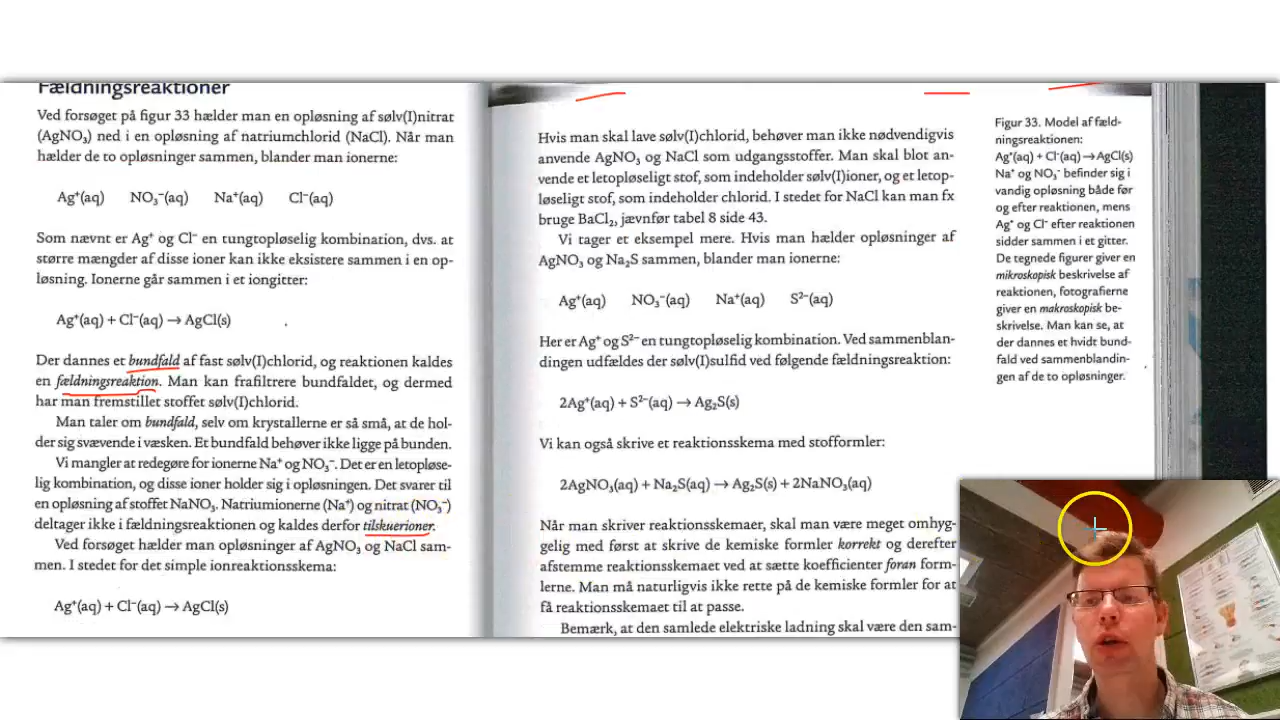 Fældningsreaktioner
Ved forsøget på figur 33 hælder man en opløsning af sølv(I)nitrat
(AgNO₃) ned i en opløsning af natriumchlorid (NaCl). Når man
hælder de to opløsninger sammen, blander man ionerne:
Ag⁺(aq) NO₃⁻(aq) Na⁺(aq) Cl⁻(aq)
Som nævnt er Ag⁺ og Cl⁻ en tungtopløselig kombination, dvs. at
større mængder af disse ioner kan ikke eksistere sammen i en op-
løsning. Ionerne går sammen i et iongitter:
Ag⁺(aq) + Cl⁻(aq) → AgCl(s)
Der dannes et bundfald af fast sølv(I)chlorid, og reaktionen kaldes
en fældningsreaktion. Man kan frafiltrere bundfaldet, og dermed
har man fremstillet stoffet sølv(I)chlorid.
Man taler om bundfald, selv om krystallerne er så små, at de hol-
der sig svævende i væsken. Et bundfald behøver ikke ligge på bunden.
Vi mangler at redegøre for ionerne Na⁺ og NO₃⁻. Det er en letopløse-
lig kombination, og disse ioner holder sig i opløsningen. Det svarer til
en opløsning af stoffet NaNO₃. Natriumionerne (Na⁺) og nitrat (NO₃⁻)
deltager ikke i fældningsreaktionen og kaldes derfor tilskuerioner.
Ved forsøget hælder man opløsninger af AgNO₃ og NaCl sam-
men. I stedet for det simple ionreaktionsskema:
Ag⁺(aq) + Cl⁻(aq) → AgCl(s)
Hvis man skal lave sølv(I)chlorid, behøver man ikke nødvendigvis
anvende AgNO₃ og NaCl som udgangsstoffer. Man skal blot an-
vende et letopløseligt stof, som indeholder sølv(I)ioner, og et letop-
løseligt stof, som indeholder chlorid. I stedet for NaCl kan man fx
bruge BaCl₂, jævnfør tabel 8 side 43.
Vi tager et eksempel mere. Hvis man hælder opløsninger af
AgNO₃ og Na₂S sammen, blander man ionerne:
Ag⁺(aq) NO₃⁻(aq) Na⁺(aq) S²⁻(aq)
Her er Ag⁺ og S²⁻ en tungtopløselig kombination. Ved sammenblan-
dingen udfældes der sølv(I)sulfid ved følgende fældningsreaktion:
2Ag⁺(aq) + S²⁻(aq) → Ag₂S(s)
Vi kan også skrive et reaktionsskema med stofformler:
2AgNO₃(aq) + Na₂S(aq) → Ag₂S(s) + 2NaNO₃(aq)
Når man skriver reaktionsskemaer, skal man være meget omhyg-
gelig med først at skrive de kemiske formler korrekt og derefter
afstemme reaktionsskemaet ved at sætte koefficienter foran form-
lerne. Man må naturligvis ikke rette på de kemiske formler for at
få reaktionsskemaet til at passe.
Bemærk, at den samlede elektriske ladning skal være den sam-
Figur 33. Model af fæld-
ningsreaktionen:
Ag⁺(aq) + Cl⁻(aq) → AgCl(s)
Na⁺ og NO₃⁻ befinder sig i
vandig opløsning både før
og efter reaktionen, mens
Ag⁺ og Cl⁻ efter reaktionen
sidder sammen i et gitter.
De tegnede figurer giver en
mikroskopisk beskrivelse af
reaktionen, fotografierne
giver en makroskopisk be-
skrivelse. Man kan se, at
der dannes et hvidt bund-
fald ved sammenblandin-
gen af de to opløsninger.